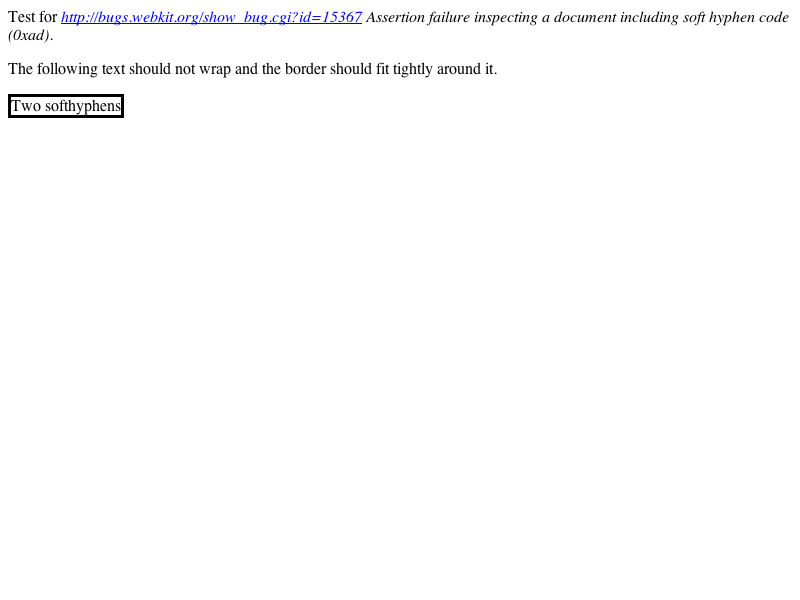 Test for http://bugs.webkit.org/show_bug.cgi?id=15367 Assertion failure inspecting a document including soft hyphen code
(0xad).
The following text should not wrap and the border should fit tightly around it.
Two softhyphens